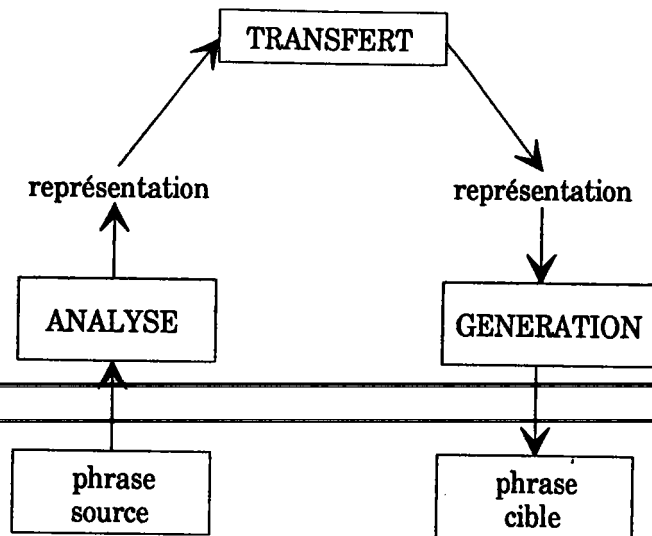 TRANSFERT
représentation
représentation
ANALYSE
GENERATION
phrase
source
phrase
cible